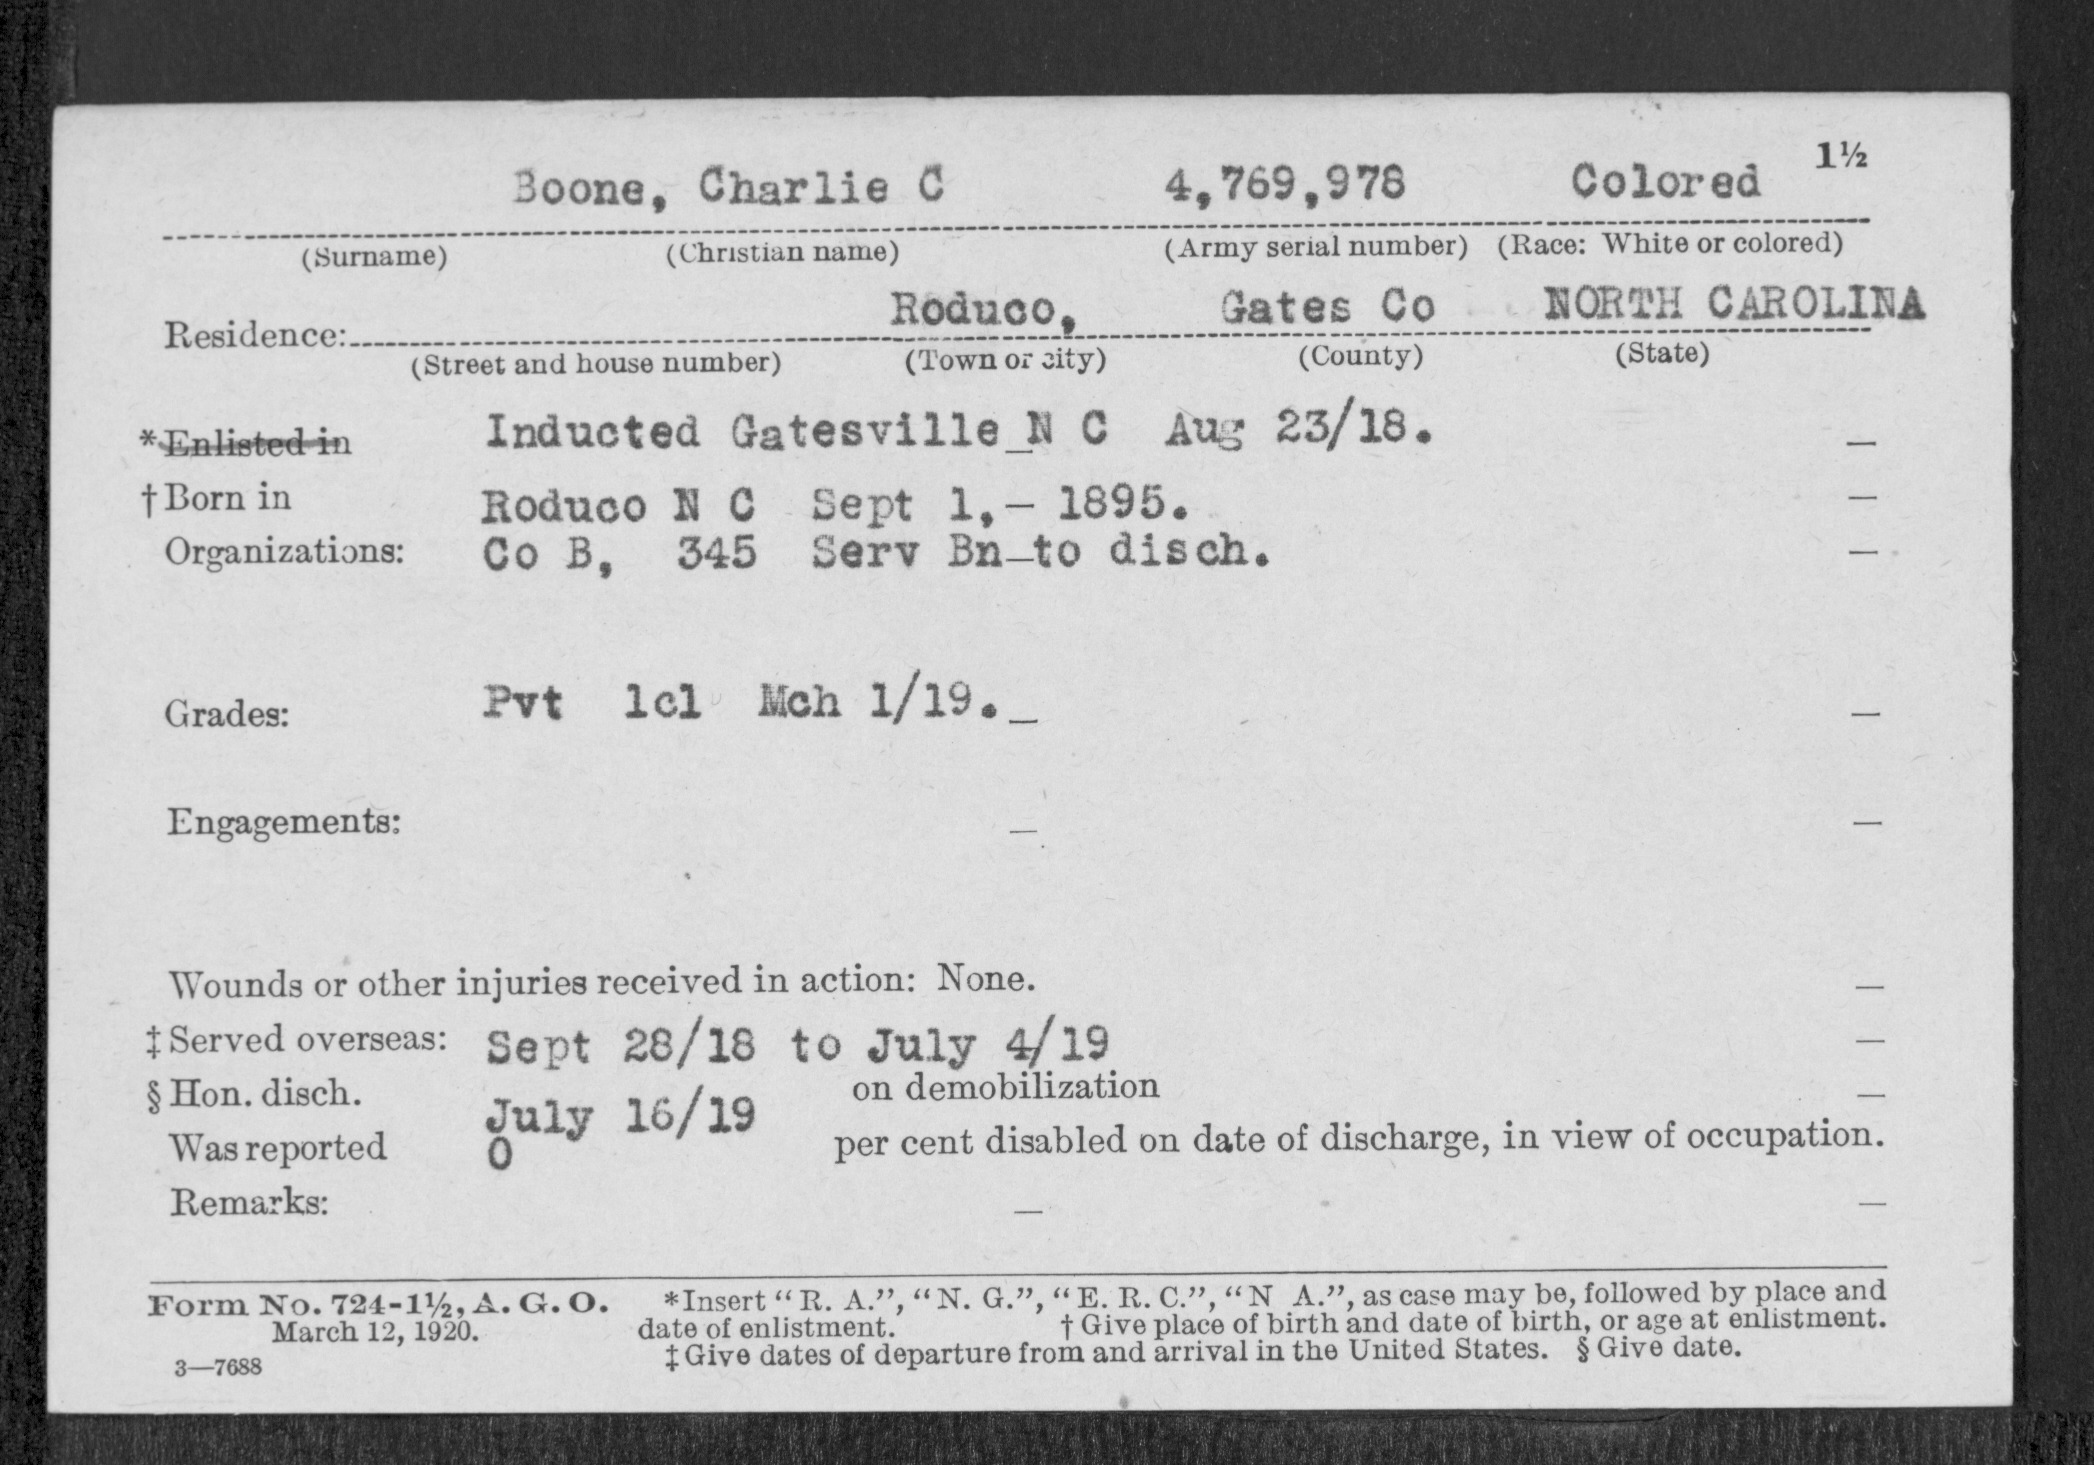 1½
Boone, Charlie C 4,769,978 Colored
(Surname) (Christian name) (Army serial number) (Race: White or colored)
Residence: Roduco, Gates Co NORTH CAROLINA
(Street and house number) (Town or city) (County) (State)
*Enlisted in Inducted Gatesville N C Aug 23/18. —
†Born in Roduco N C Sept 1,— 1895. —
Organizations: Co B, 345 Serv Bn—to disch. —
Grades: Pvt 1cl Mch 1/19. — —
Engagements: — —
Wounds or other injuries received in action: None. —
‡Served overseas: Sept 28/18 to July 4/19 —
§Hon. disch. July 16/19 on demobilization —
Was reported 0 per cent disabled on date of discharge, in view of occupation.
Remarks: — —
Form No. 724-1½, A. G. O. *Insert "R. A.", "N. G.", "E. R. C.", "N A.", as case may be, followed by place and
March 12, 1920. date of enlistment. †Give place of birth and date of birth, or age at enlistment.
3—7688 ‡Give dates of departure from and arrival in the United States. §Give date.